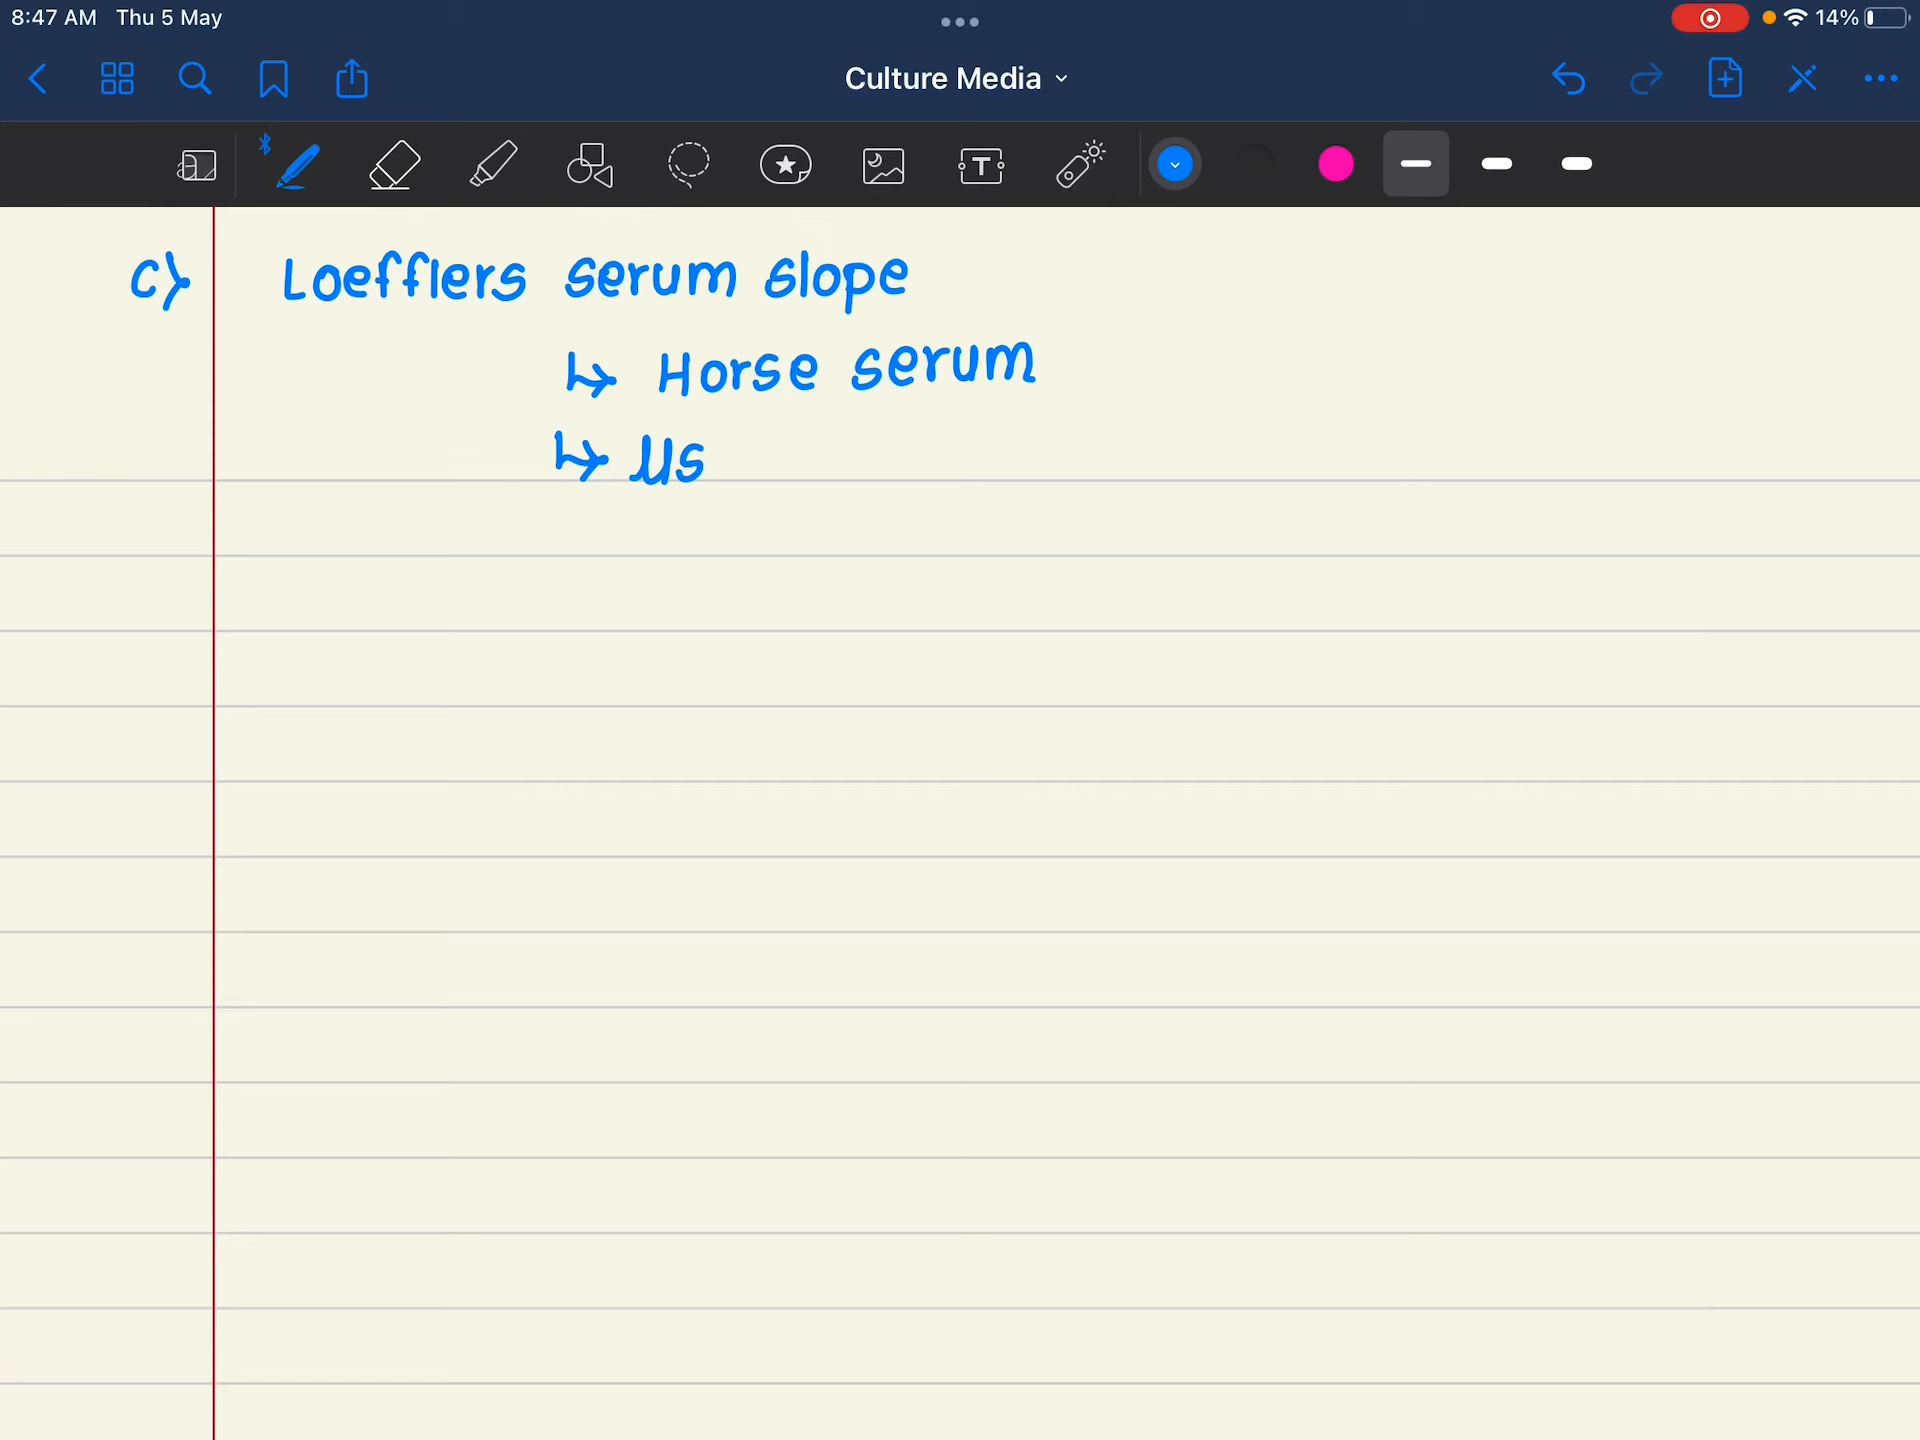 8:47 AM Thu 5 May
14%
Culture Media
T
c) Loefflers serum slope
↳ Horse serum
↳ Us